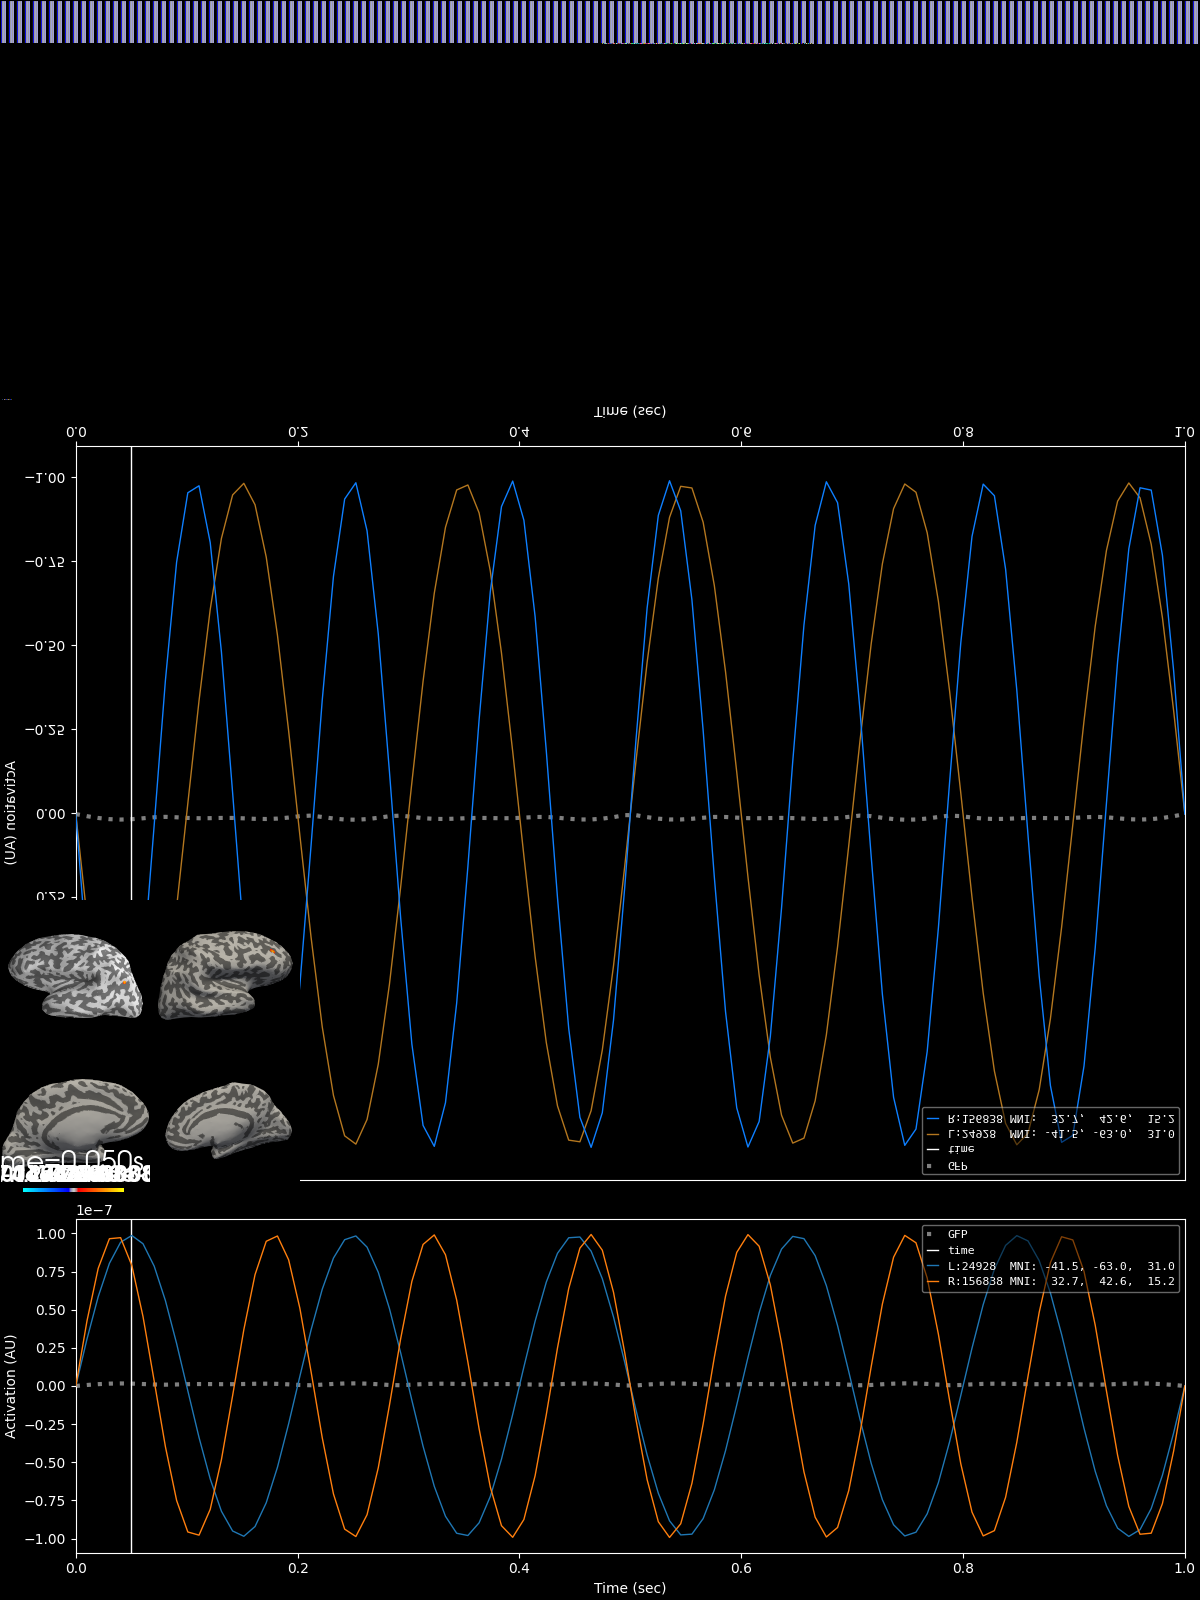 Time (sec)
0.0 0.2 0.4 0.6 0.8 1.0
−1.00
−0.75
−0.50
−0.25
0.00
0.25
Activation (AU)
R:156838 MNI: 32.7, 42.6, 15.2
L:24928 MNI: -41.5, -63.0, 31.0
time
GFP
me=0.050s
1e−7
1.00
0.75
0.50
0.25
0.00
−0.25
−0.50
−0.75
−1.00
Activation (AU)
GFP
time
L:24928 MNI: -41.5, -63.0, 31.0
R:156838 MNI: 32.7, 42.6, 15.2
0.0 0.2 0.4 0.6 0.8 1.0
Time (sec)